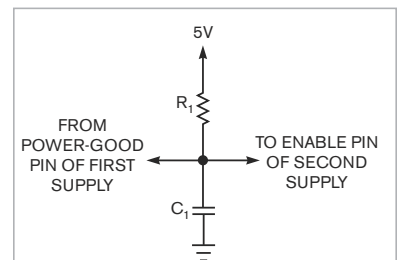 5V
R1
FROM
POWER-GOOD
PIN OF FIRST
SUPPLY
TO ENABLE PIN
OF SECOND
SUPPLY
C1